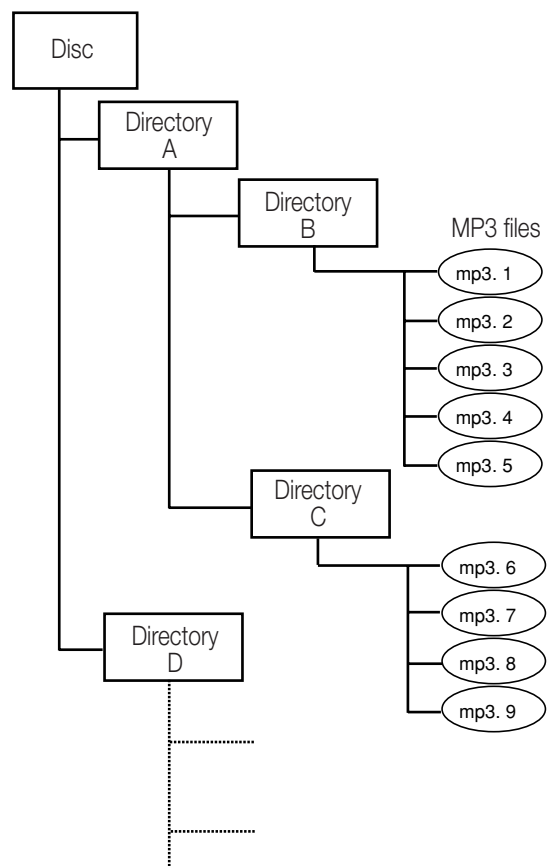 Disc
Directory
A
Directory
B
MP3 files
mp3. 1
mp3. 2
mp3. 3
mp3. 4
mp3. 5
Directory
C
mp3. 6
mp3. 7
mp3. 8
mp3. 9
Directory
D